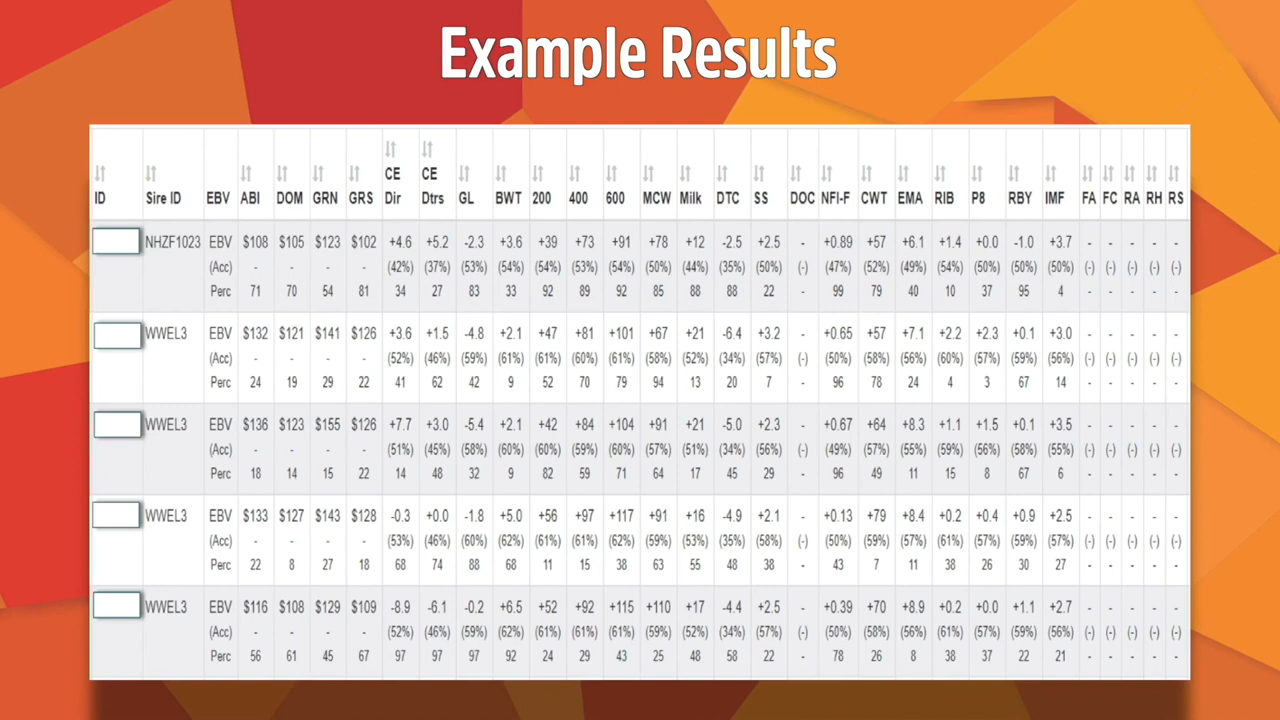 Example Results
ID Sire ID EBV ABI DOM GRN GRS CE Dir CE Dtrs GL BWT 200 400 600 MCW Milk DTC SS DOC NFI-F CWT EMA RIB P8 RBY IMF FA FC RA RH RS
NHZF1023 EBV $108 $105 $123 $102 +4.6 +5.2 -2.3 +3.6 +39 +73 +91 +78 +12 -2.5 +2.5 - +0.89 +57 +6.1 +1.4 +0.0 -1.0 +3.7 - - - - -
(Acc) - - - - (42%) (37%) (53%) (54%) (54%) (53%) (54%) (50%) (44%) (35%) (50%) (-) (47%) (52%) (49%) (54%) (50%) (50%) (50%) (-) (-) (-) (-) (-)
Perc 71 70 54 81 34 27 83 33 92 89 92 85 88 88 22 - 99 79 40 10 37 95 4 - - - - -
WWEL3 EBV $132 $121 $141 $126 +3.6 +1.5 -4.8 +2.1 +47 +81 +101 +67 +21 -6.4 +3.2 - +0.65 +57 +7.1 +2.2 +2.3 +0.1 +3.0 - - - - -
(Acc) - - - - (52%) (46%) (59%) (61%) (61%) (60%) (61%) (58%) (52%) (34%) (57%) (-) (50%) (58%) (56%) (60%) (57%) (59%) (56%) (-) (-) (-) (-) (-)
Perc 24 19 29 22 41 62 42 9 52 70 79 94 13 20 7 - 96 78 24 4 3 67 14 - - - - -
WWEL3 EBV $136 $123 $155 $126 +7.7 +3.0 -5.4 +2.1 +42 +84 +104 +91 +21 -5.0 +2.3 - +0.67 +64 +8.3 +1.1 +1.5 +0.1 +3.5 - - - - -
(Acc) - - - - (51%) (45%) (58%) (60%) (60%) (59%) (60%) (57%) (51%) (34%) (56%) (-) (49%) (57%) (55%) (59%) (56%) (58%) (55%) (-) (-) (-) (-) (-)
Perc 18 14 15 22 14 48 32 9 82 59 71 64 17 45 29 - 96 49 11 15 8 67 6 - - - - -
WWEL3 EBV $133 $127 $143 $128 -0.3 +0.0 -1.8 +5.0 +56 +97 +117 +91 +16 -4.9 +2.1 - +0.13 +79 +8.4 +0.2 +0.4 +0.9 +2.5 - - - - -
(Acc) - - - - (53%) (46%) (60%) (62%) (61%) (61%) (62%) (59%) (53%) (35%) (58%) (-) (50%) (59%) (57%) (61%) (57%) (59%) (57%) (-) (-) (-) (-) (-)
Perc 22 8 27 18 68 74 88 68 11 15 38 63 55 48 38 - 43 7 11 38 26 30 27 - - - - -
WWEL3 EBV $116 $108 $129 $109 -8.9 -6.1 -0.2 +6.5 +52 +92 +115 +110 +17 -4.4 +2.5 - +0.39 +70 +8.9 +0.2 +0.0 +1.1 +2.7 - - - - -
(Acc) - - - - (52%) (46%) (59%) (62%) (61%) (61%) (61%) (59%) (52%) (34%) (57%) (-) (50%) (58%) (56%) (61%) (57%) (59%) (56%) (-) (-) (-) (-) (-)
Perc 56 61 45 67 97 97 97 92 24 29 43 25 48 58 22 - 78 26 8 38 37 22 21 - - - - -